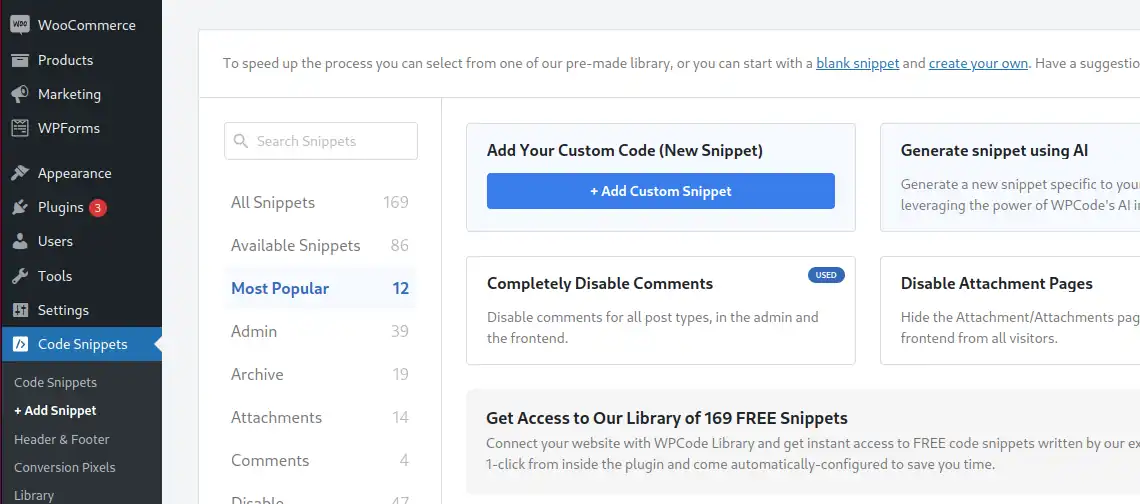 WOO WooCommerce
Products
Marketing
WPForms
Appearance
Plugins 3
Users
Tools
Settings
Code Snippets
Code Snippets
+ Add Snippet
Header & Footer
Conversion Pixels
Library
To speed up the process you can select from one of our pre-made library, or you can start with a blank snippet and create your own. Have a suggestio
Search Snippets
All Snippets 169
Available Snippets 86
Most Popular 12
Admin 39
Archive 19
Attachments 14
Comments 4
Disable 47
Add Your Custom Code (New Snippet)
+ Add Custom Snippet
Generate snippet using AI
Generate a new snippet specific to you
leveraging the power of WPCode's AI i
Completely Disable Comments
USED
Disable comments for all post types, in the admin and
the frontend.
Disable Attachment Pages
Hide the Attachment/Attachments pag
frontend from all visitors.
Get Access to Our Library of 169 FREE Snippets
Connect your website with WPCode Library and get instant access to FREE code snippets written by our ex
1-click from inside the plugin and come automatically-configured to save you time.